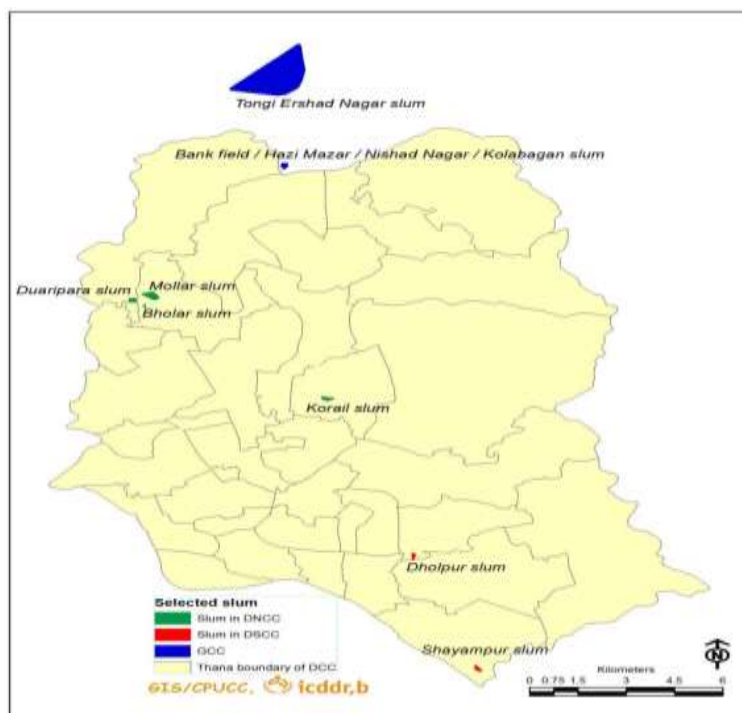 Tongi Ershad Nagar slum
Bank field / Hazi Mazar / Nishad Nagar / Kolabagan slum
Duaripara slum
Mollar slum
Bholar slum
Korail slum
Dholpur slum
Shayampur slum
Selected slum
Slum in DNCC
Slum in DSCC
GCC
Thana boundary of DCC
GIS/CPUCC, icddr,b
N
Kilometers
0 0.75 1.5 3 4.5 6